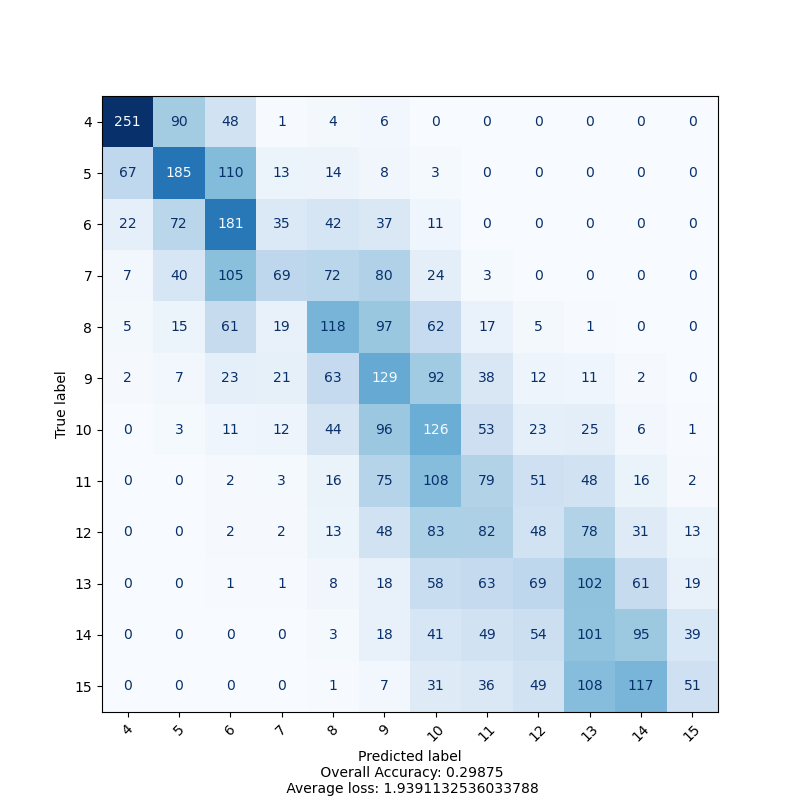 4 251 90 48 1 4 6 0 0 0 0 0 0
5 67 185 110 13 14 8 3 0 0 0 0 0
6 22 72 181 35 42 37 11 0 0 0 0 0
7 7 40 105 69 72 80 24 3 0 0 0 0
8 5 15 61 19 118 97 62 17 5 1 0 0
9 2 7 23 21 63 129 92 38 12 11 2 0
True label
10 0 3 11 12 44 96 126 53 23 25 6 1
11 0 0 2 3 16 75 108 79 51 48 16 2
12 0 0 2 2 13 48 83 82 48 78 31 13
13 0 0 1 1 8 18 58 63 69 102 61 19
14 0 0 0 0 3 18 41 49 54 101 95 39
15 0 0 0 0 1 7 31 36 49 108 117 51
4 5 6 7 8 9 10 11 12 13 14 15
Predicted label
Overall Accuracy: 0.29875
Average loss: 1.9391132536033788